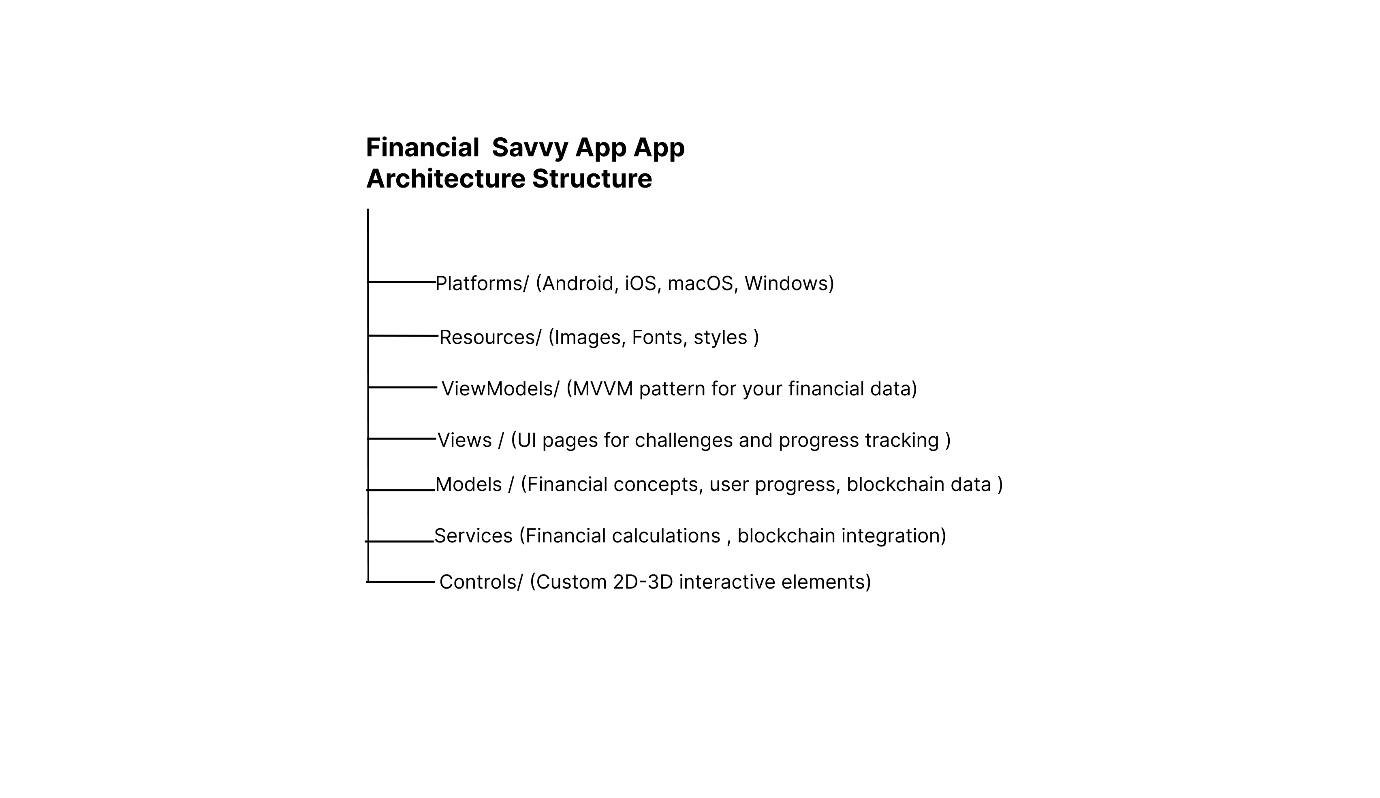 Financial  Savvy App App
Architecture Structure
Platforms/ (Android, iOS, macOS, Windows)
Resources/ (Images, Fonts, styles )
ViewModels/ (MVVM pattern for your financial data)
Views / (UI pages for challenges and progress tracking )
Models / (Financial concepts, user progress, blockchain data )
Services (Financial calculations , blockchain integration)
Controls/ (Custom 2D-3D interactive elements)